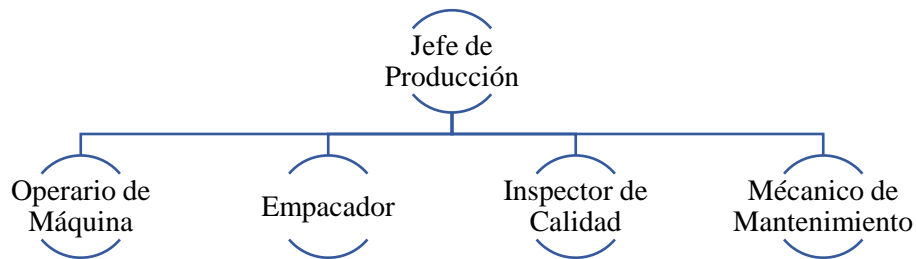 Jefe de
Producción
Operario de
Máquina
Empacador
Inspector de
Calidad
Mécanico de
Mantenimiento